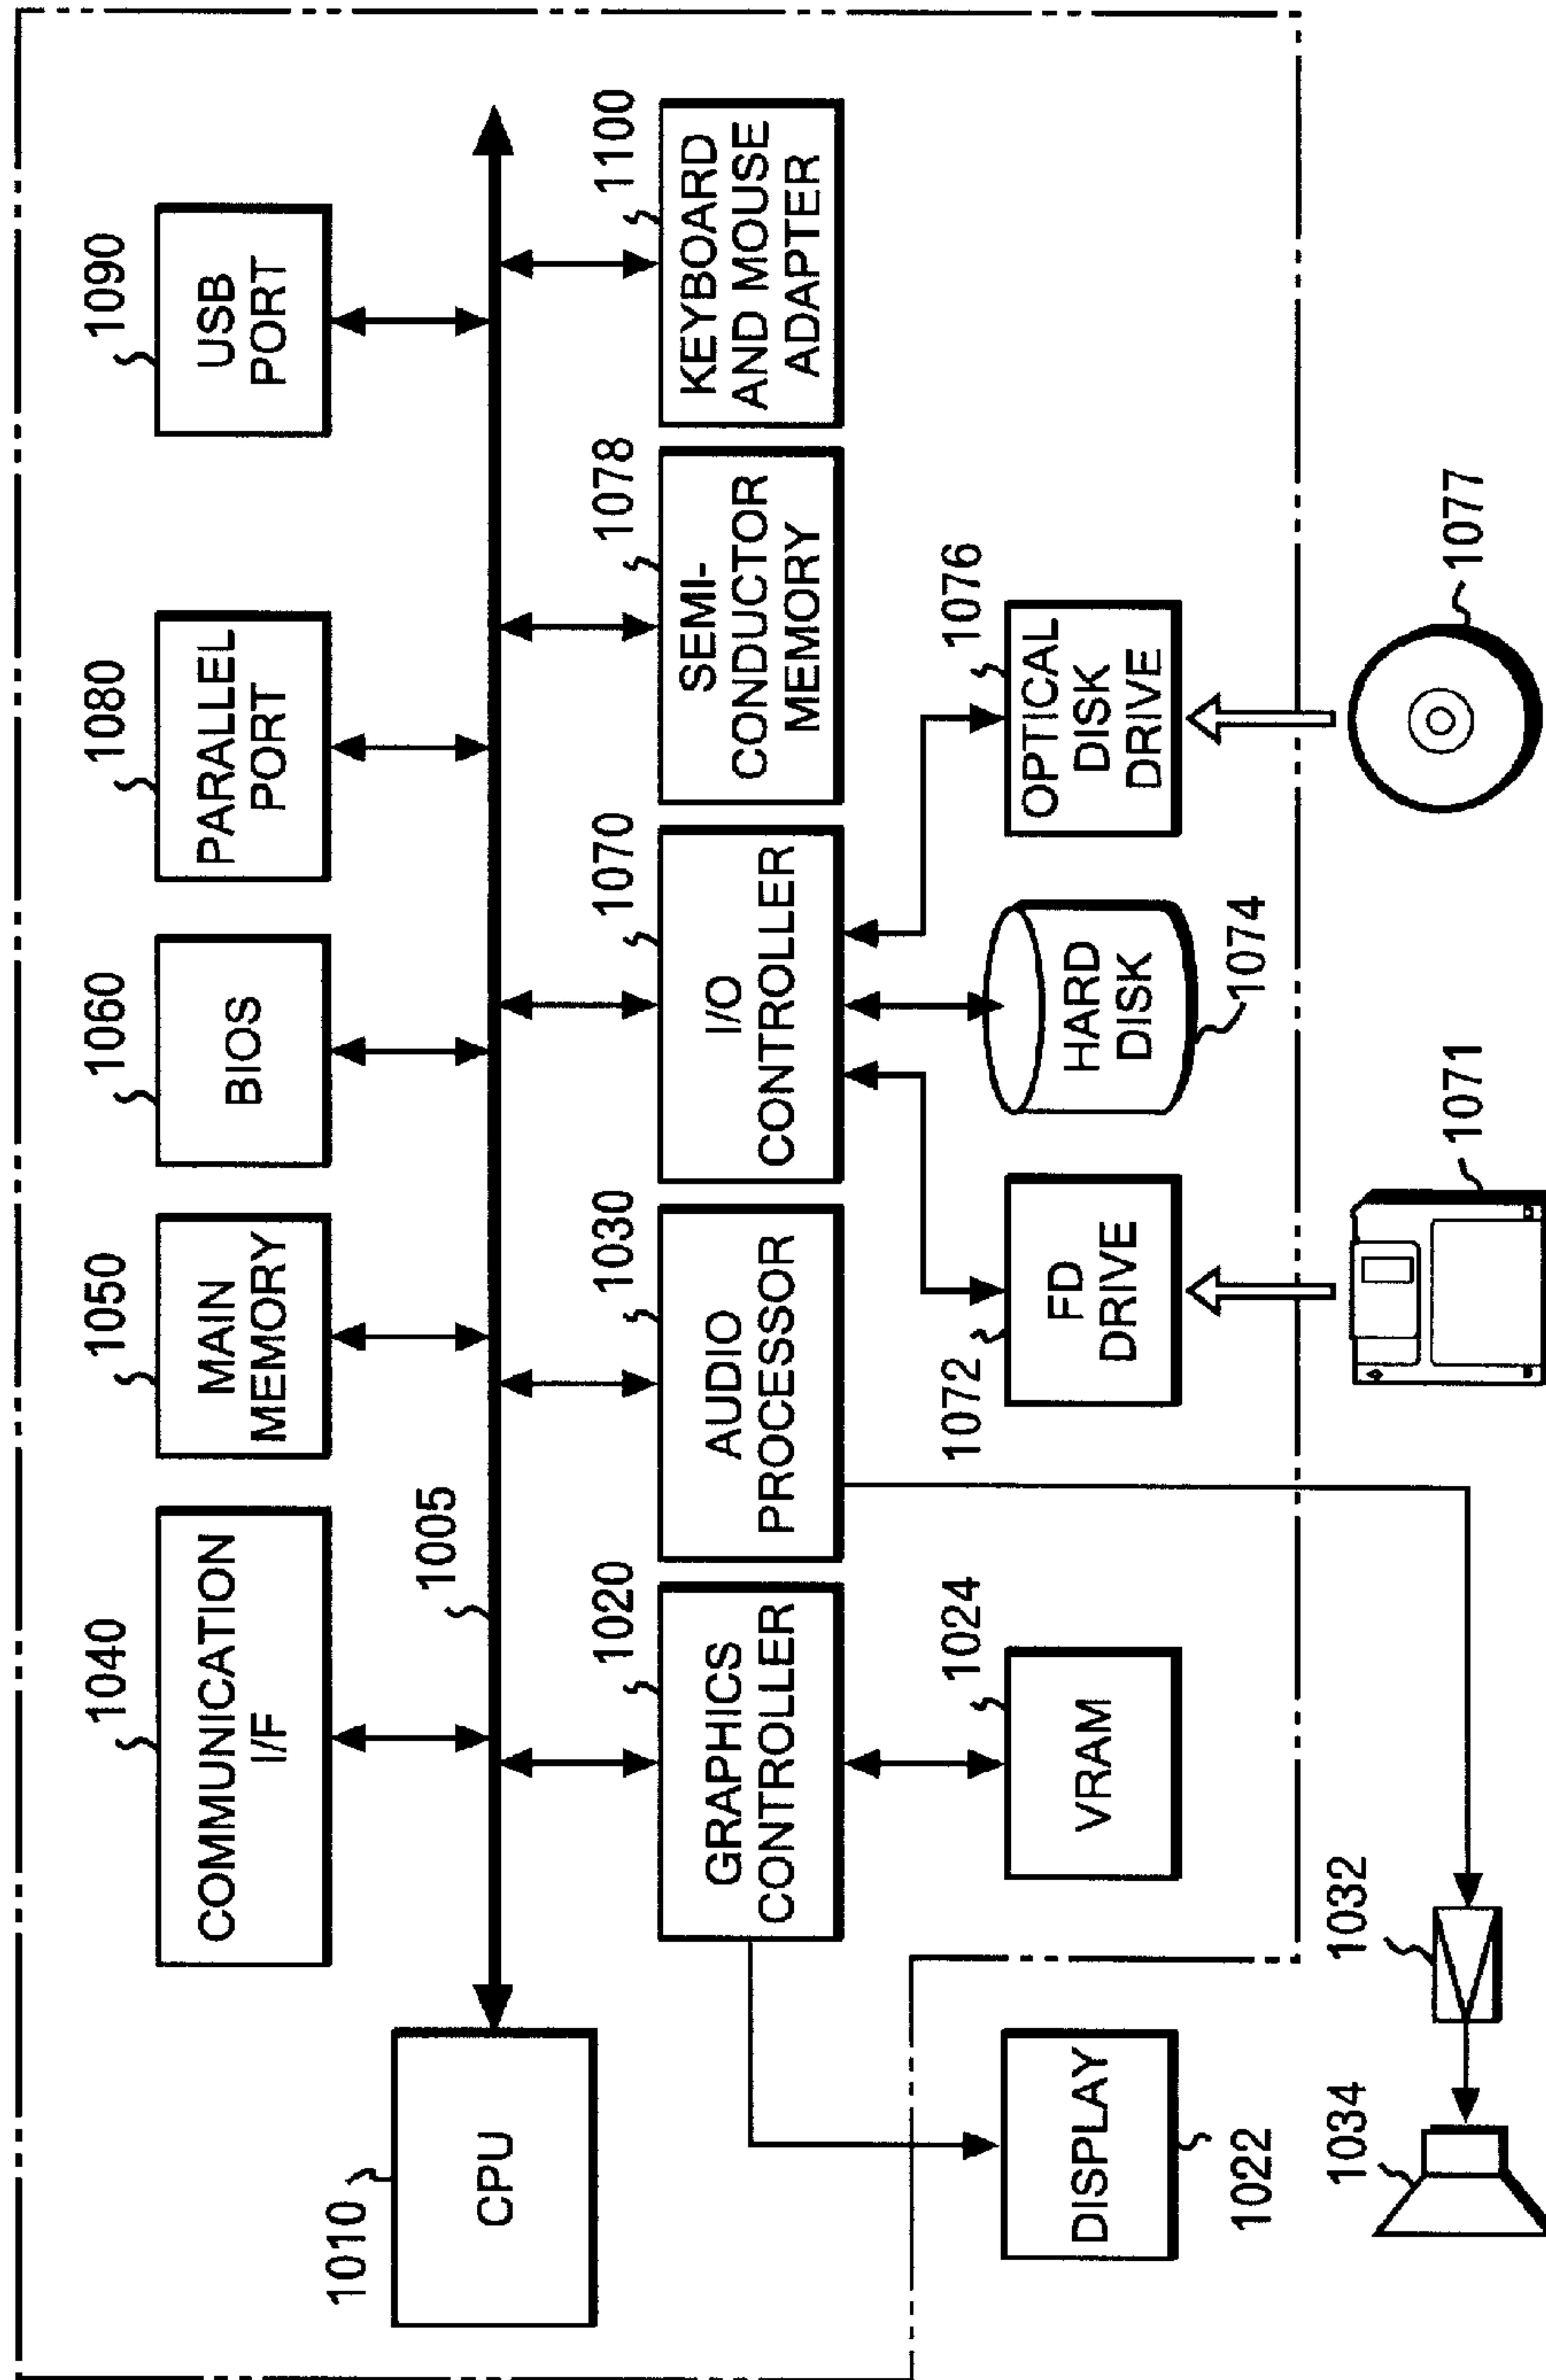 1040
COMMUNICATION
I/F
1050
MAIN
MEMORY
1060
BIOS
1080
PARALLEL
PORT
1090
USB
PORT
1010
CPU
1005
1020
GRAPHICS
CONTROLLER
1030
AUDIO
PROCESSOR
1070
I/O
CONTROLLER
1078
SEMI-
CONDUCTOR
MEMORY
1100
KEYBOARD
AND MOUSE
ADAPTER
DISPLAY
1022
1024
VRAM
1072
FD
DRIVE
HARD
DISK
1074
1076
OPTICAL
DISK
DRIVE
1034
1032
1071
1077